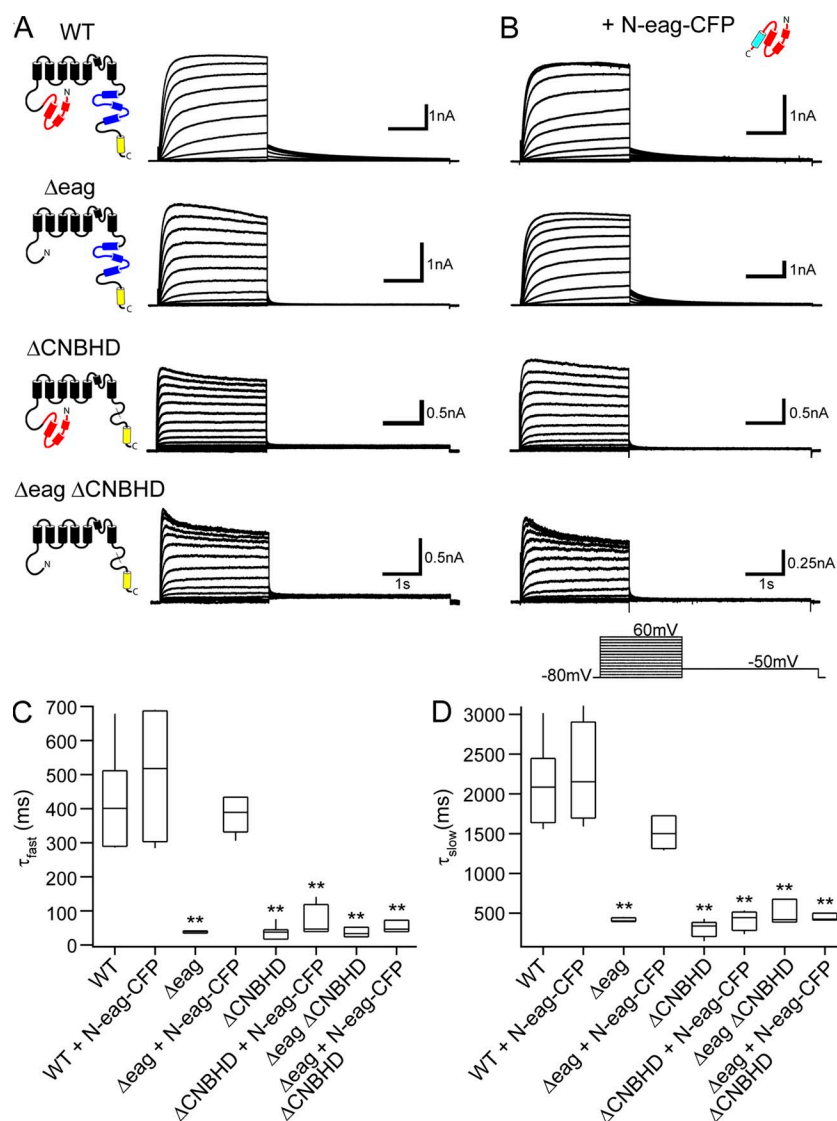 A
WT
N
C
1nA
B
+ N-eag-CFP
N
C
1nA
Δeag
N
C
1nA
1nA
ΔCNBHD
N
C
0.5nA
0.5nA
Δeag ΔCNBHD
N
C
0.5nA
1s
0.25nA
1s
60mV
-80mV
-50mV
C
τfast (ms)
700
600
500
400
300
200
100
0
**
**
**
**
**
WT
WT + N-eag-CFP
Δeag
Δeag + N-eag-CFP
ΔCNBHD
ΔCNBHD + N-eag-CFP
Δeag ΔCNBHD
Δeag + N-eag-CFP
ΔCNBHD
D
τslow (ms)
3000
2500
2000
1500
1000
500
**
**
**
**
**
WT
WT + N-eag-CFP
Δeag
Δeag + N-eag-CFP
ΔCNBHD
ΔCNBHD + N-eag-CFP
Δeag ΔCNBHD
Δeag + N-eag-CFP
ΔCNBHD